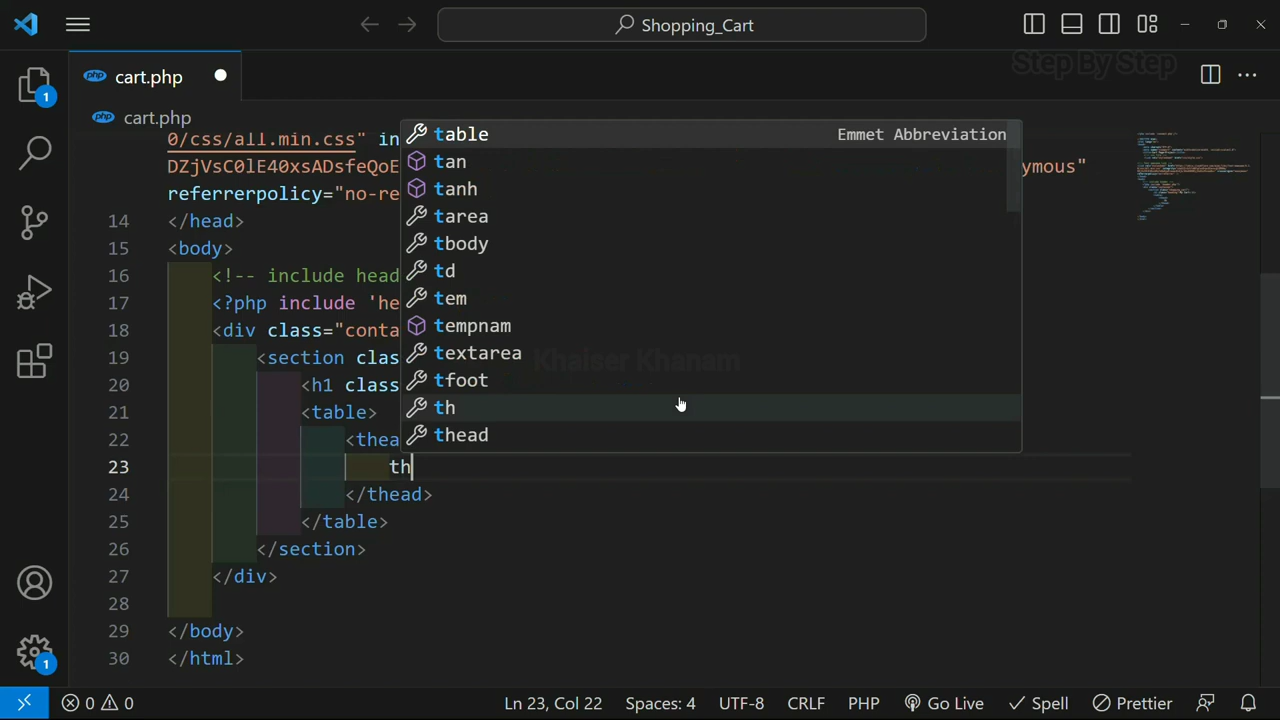 Shopping_Cart
Step By Step
1
php cart.php
php cart.php
0/css/all.min.css" in
DZjVsC0lE40xsADsfeQoE
ymous"
referrerpolicy="no-re
14 </head>
15 <body>
16 <!-- include head
17 <?php include 'he
18 <div class="conta
19 <section clas
20 <h1 class
21 <table>
22 <thea
23 th
24 </thead>
25 </table>
26 </section>
27 </div>
28
29 </body>
30 </html>
table Emmet Abbreviation
tan
tanh
tarea
tbody
td
tem
tempnam
textarea
Khaiser Khanam
tfoot
th
thead
1
0 0 Ln 23, Col 22 Spaces: 4 UTF-8 CRLF PHP Go Live Spell Prettier